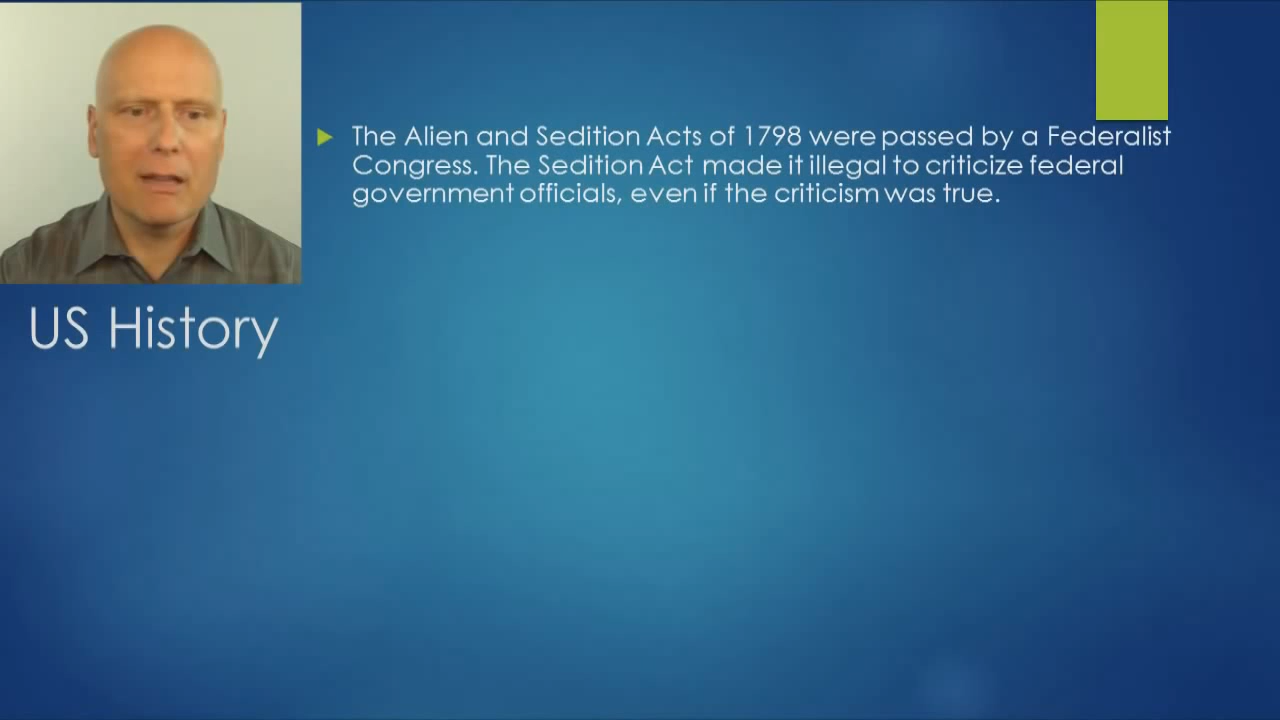 The Alien and Sedition Acts of 1798 were passed by a Federalist
Congress. The Sedition Act made it illegal to criticize federal
government officials, even if the criticism was true.
US History